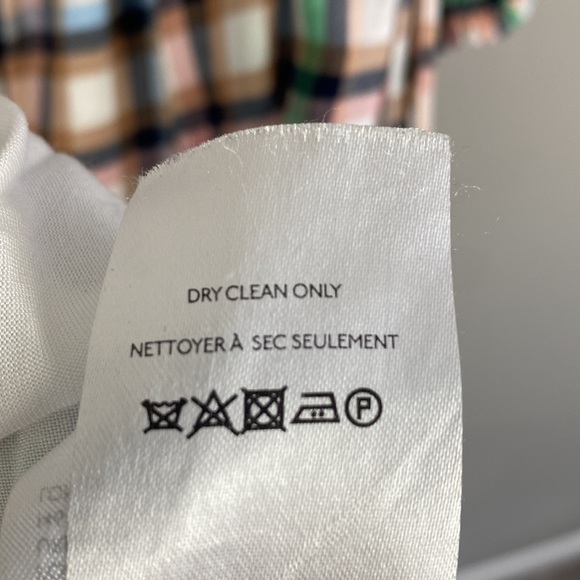 DRY CLEAN ONLY
NETTOYER À SEC SEULEMENT
P